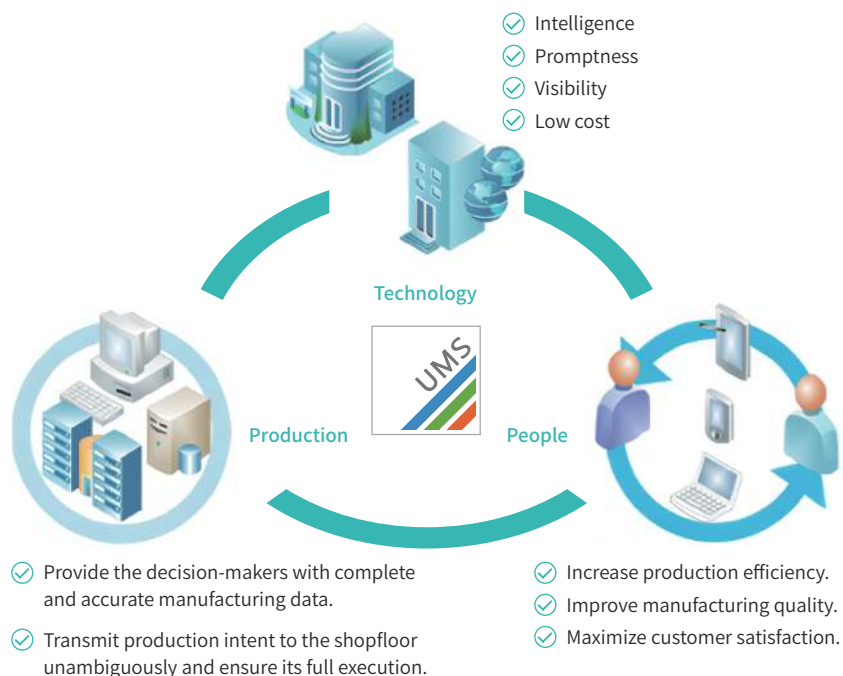 Intelligence
Promptness
Visibility
Low cost
Technology
UMS
Production
People
Provide the decision-makers with complete
and accurate manufacturing data.
Transmit production intent to the shopfloor
unambiguously and ensure its full execution.
Increase production efficiency.
Improve manufacturing quality.
Maximize customer satisfaction.